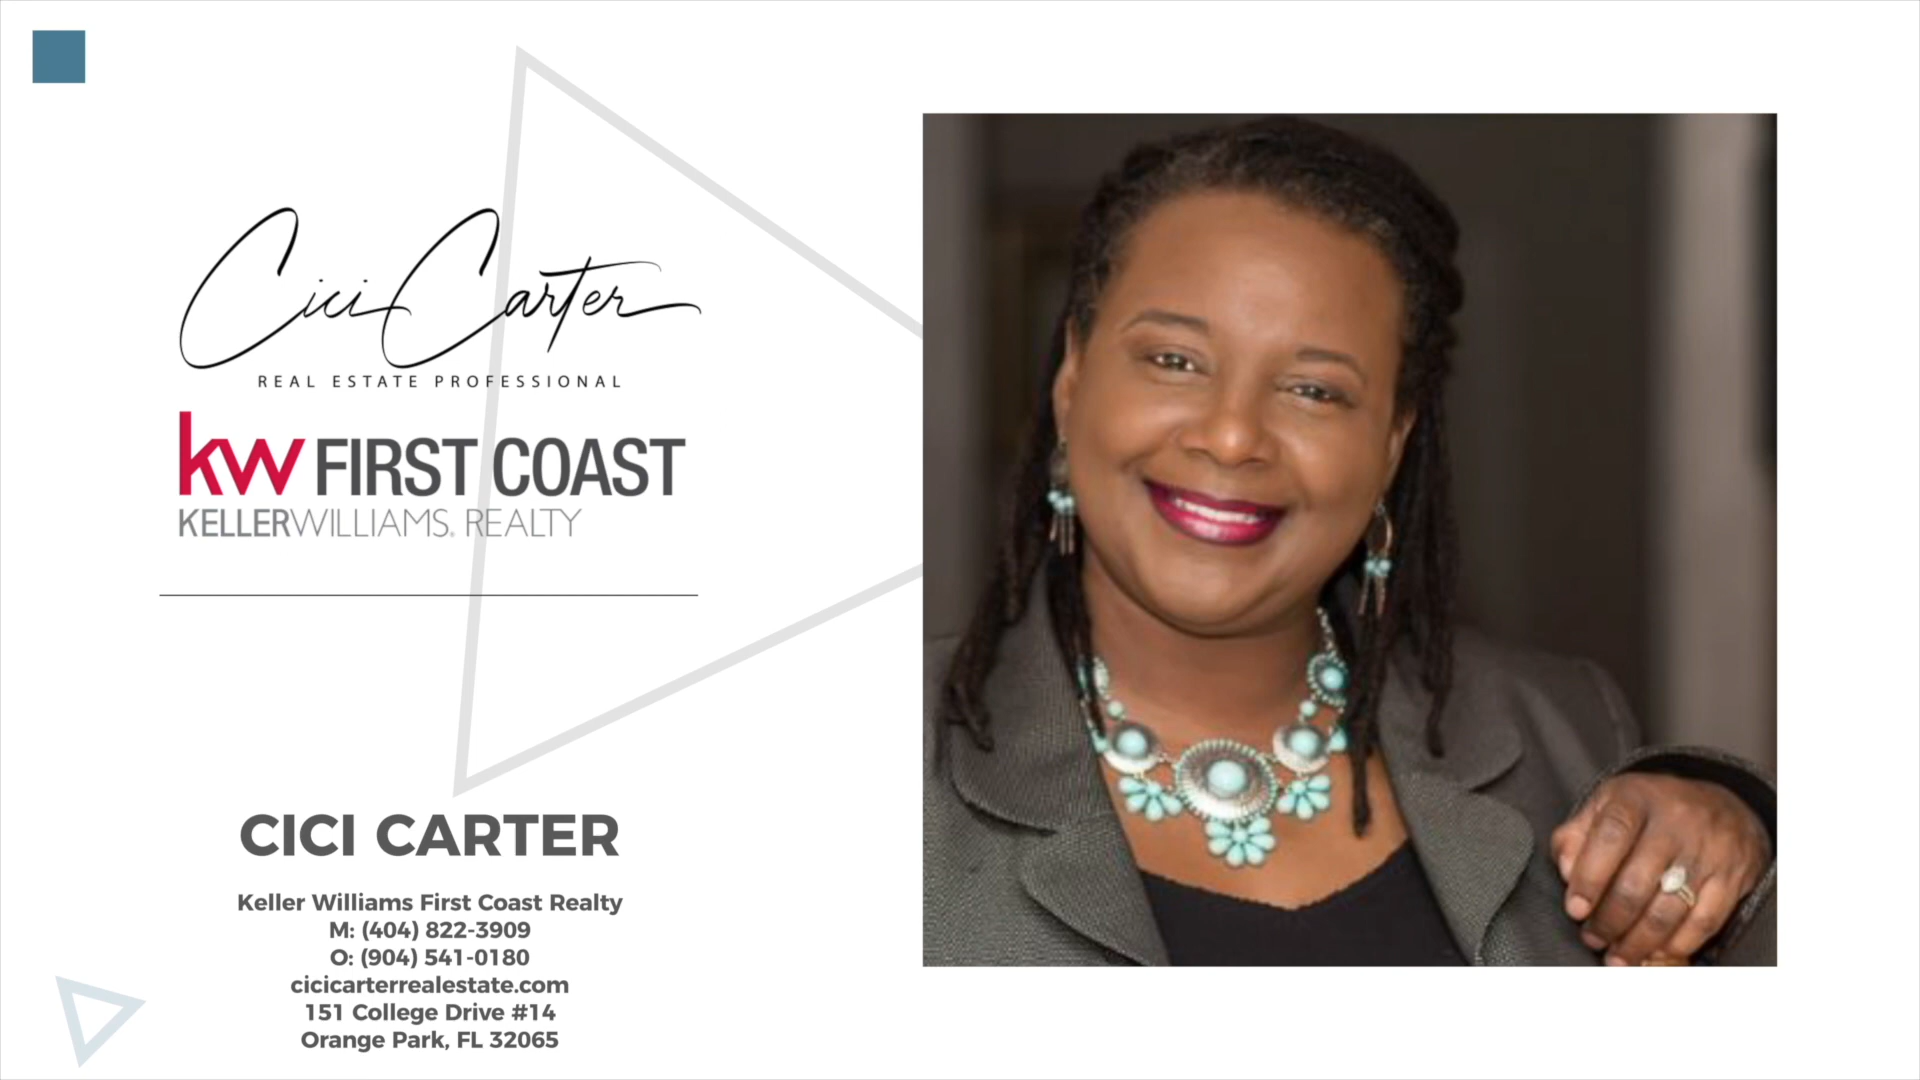 Cici Carter
REAL ESTATE PROFESSIONAL
kw FIRST COAST
KELLERWILLIAMS. REALTY
CICI CARTER
Keller Williams First Coast Realty
M: (404) 822-3909
O: (904) 541-0180
cicicarterrealestate.com
151 College Drive #14
Orange Park, FL 32065